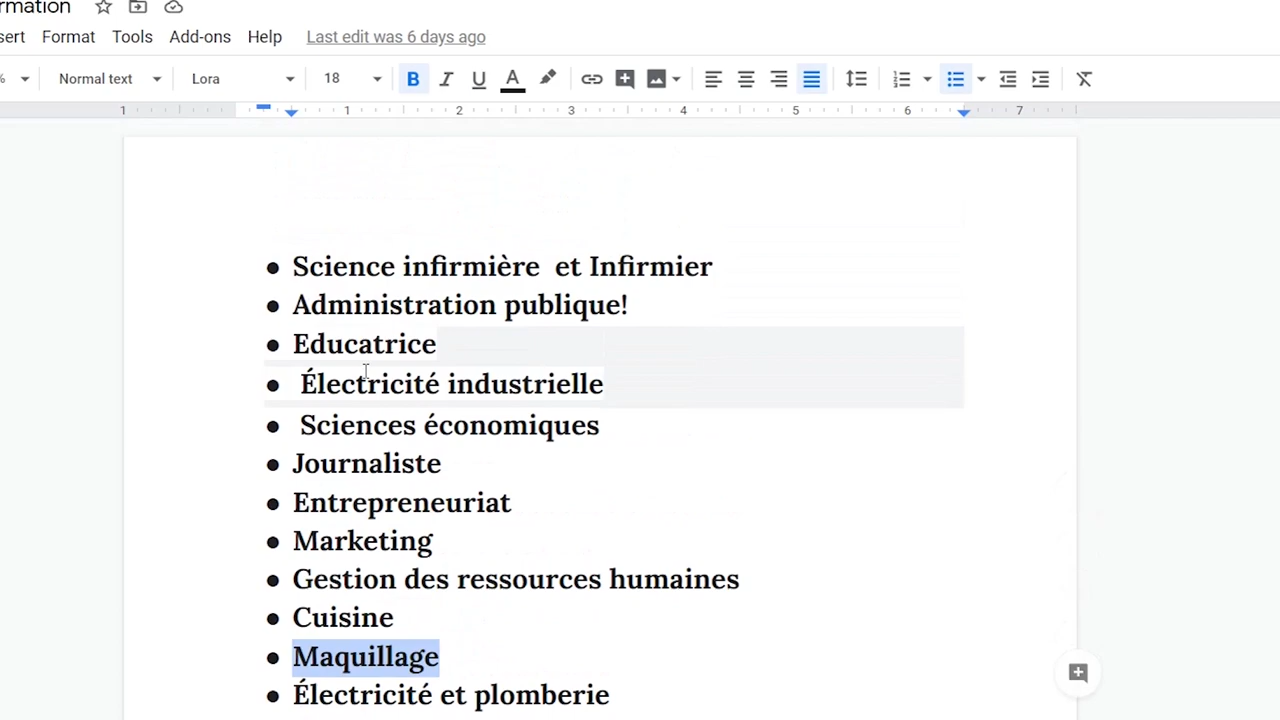 rmation
sert Format Tools Add-ons Help Last edit was 6 days ago
% Normal text Lora 18 B I U A
1 1 2 3 4 5 6 7
● Science infirmière  et Infirmier
● Administration publique!
● Educatrice
●  Électricité industrielle
●  Sciences économiques
● Journaliste
● Entrepreneuriat
● Marketing
● Gestion des ressources humaines
● Cuisine
● Maquillage
● Électricité et plomberie